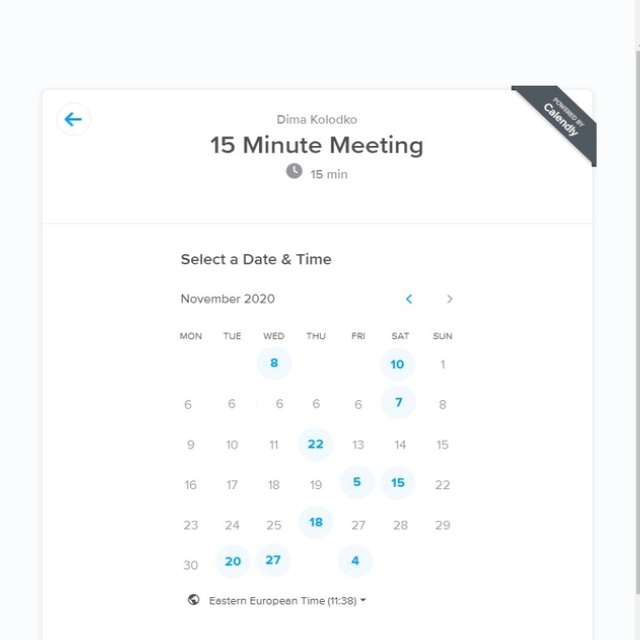 POWERED BY
Calendly
Dima Kolodko
15 Minute Meeting
15 min
Select a Date & Time
November 2020
MON TUE WED THU FRI SAT SUN
8 10 1
6 6 6 6 6 7 8
9 10 11 22 13 14 15
16 17 18 19 5 15 22
23 24 25 18 27 28 29
30 20 27 4
Eastern European Time (11:38)